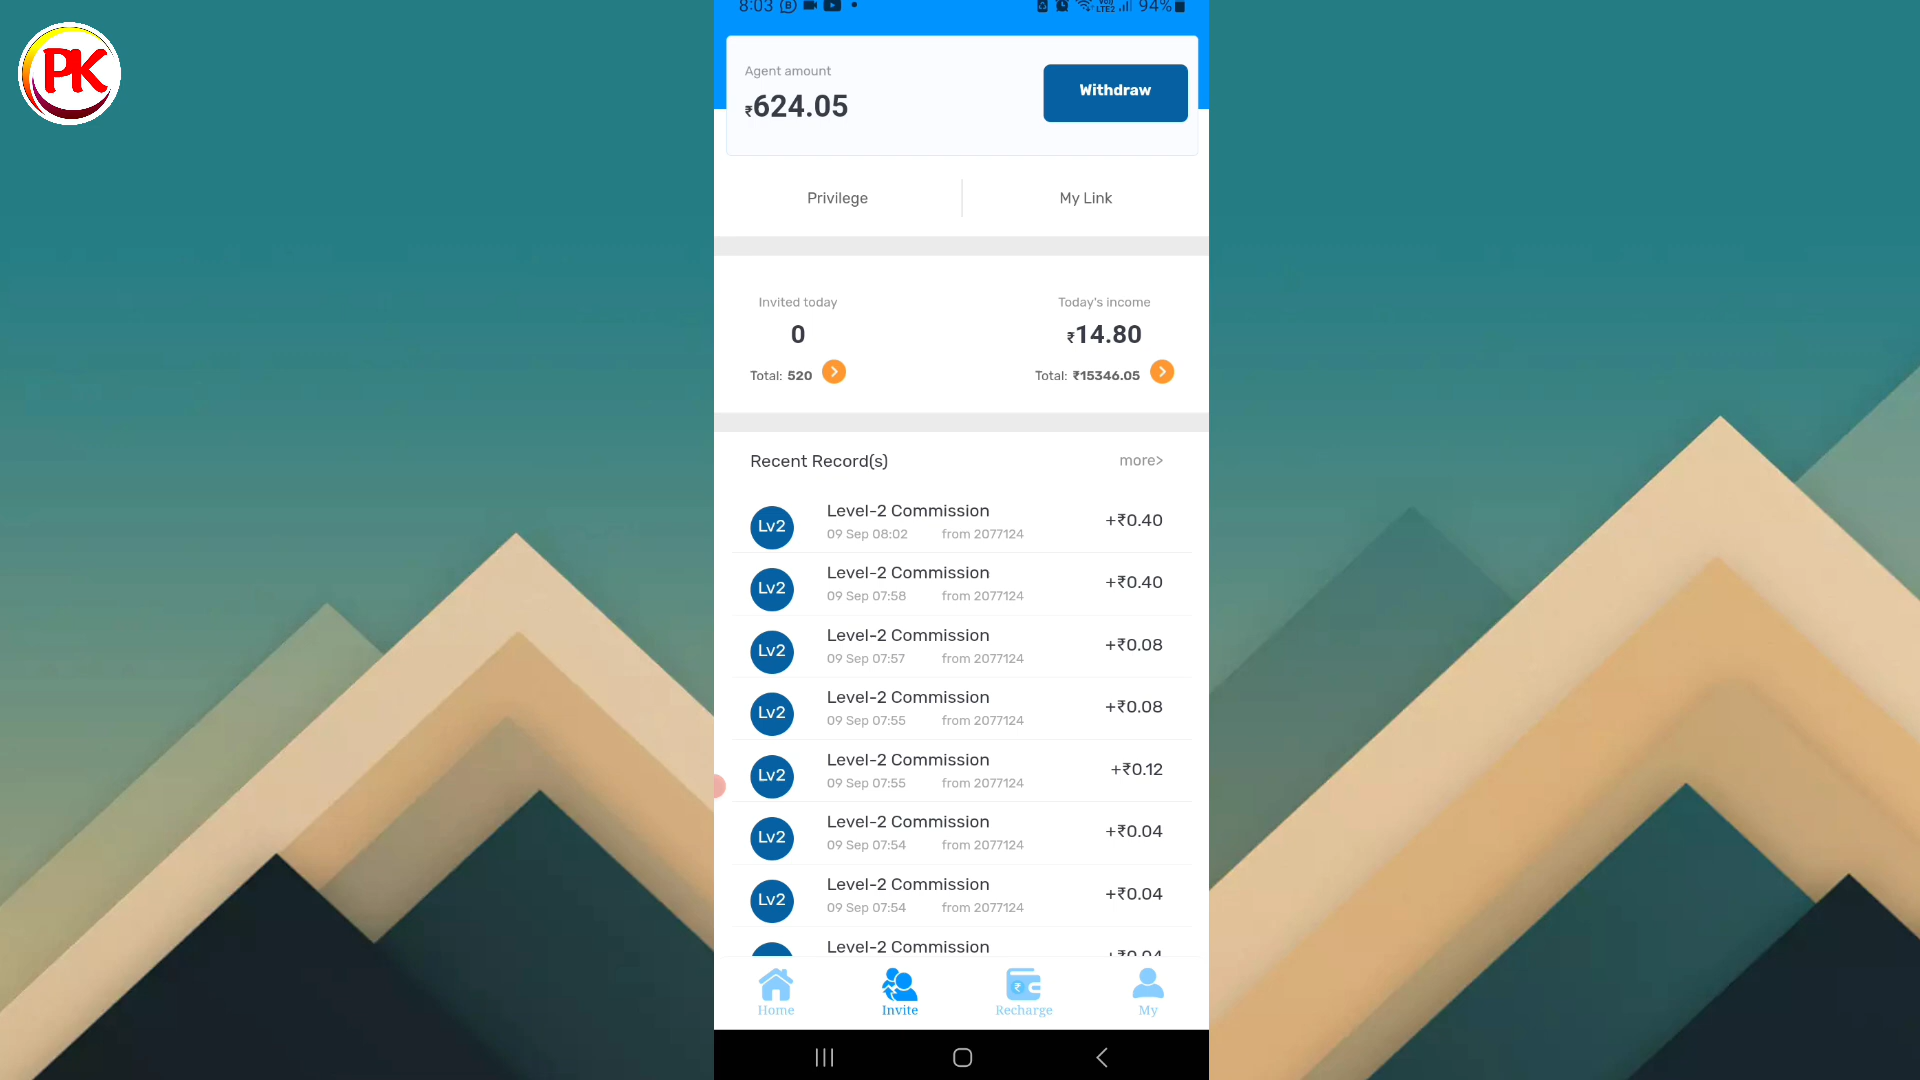 PK
8:03 94%
Agent amount
₹624.05
Withdraw
Privilege
My Link
Invited today
0
Total: 520
Today's income
₹14.80
Total: ₹15346.05
Recent Record(s)
more>
Lv2
Level-2 Commission
09 Sep 08:02 from 2077124
+₹0.40
Lv2
Level-2 Commission
09 Sep 07:58 from 2077124
+₹0.40
Lv2
Level-2 Commission
09 Sep 07:57 from 2077124
+₹0.08
Lv2
Level-2 Commission
09 Sep 07:55 from 2077124
+₹0.08
Lv2
Level-2 Commission
09 Sep 07:55 from 2077124
+₹0.12
Lv2
Level-2 Commission
09 Sep 07:54 from 2077124
+₹0.04
Lv2
Level-2 Commission
09 Sep 07:54 from 2077124
+₹0.04
Level-2 Commission
Home
Invite
Recharge
My